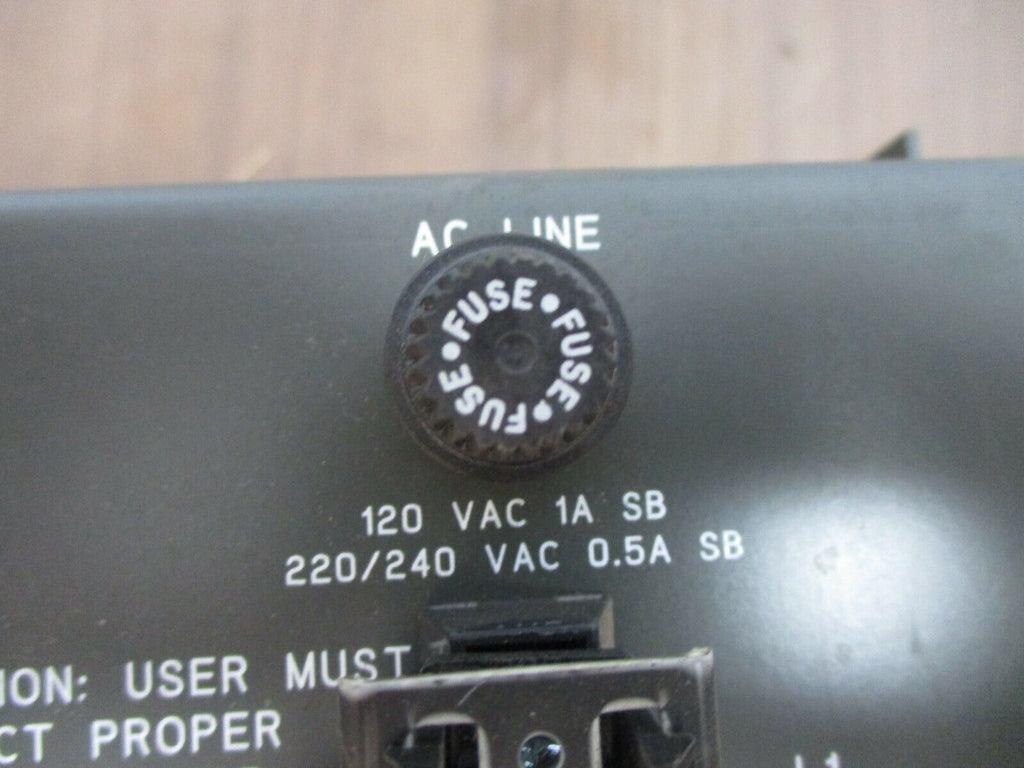 AC LINE
FUSE • FUSE • FUSE • FUSE •
120 VAC 1A SB
220/240 VAC 0.5A SB
ION: USER MUST
CT PROPER